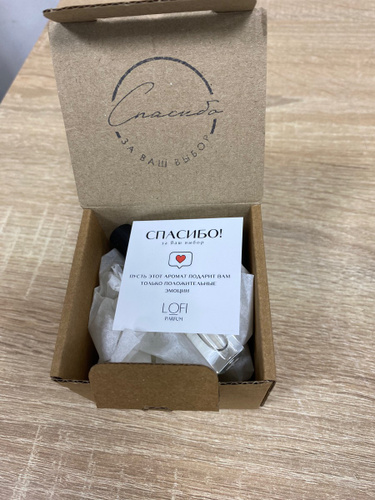 Спасибо
ЗА ВАШ ВЫБОР
СПАСИБО!
за Ваш выбор
ПУСТЬ ЭТОТ АРОМАТ ПОДАРИТ ВАМ
ТОЛЬКО ПОЛОЖИТЕЛЬНЫЕ
ЭМОЦИИ
LOFI
PARFUM